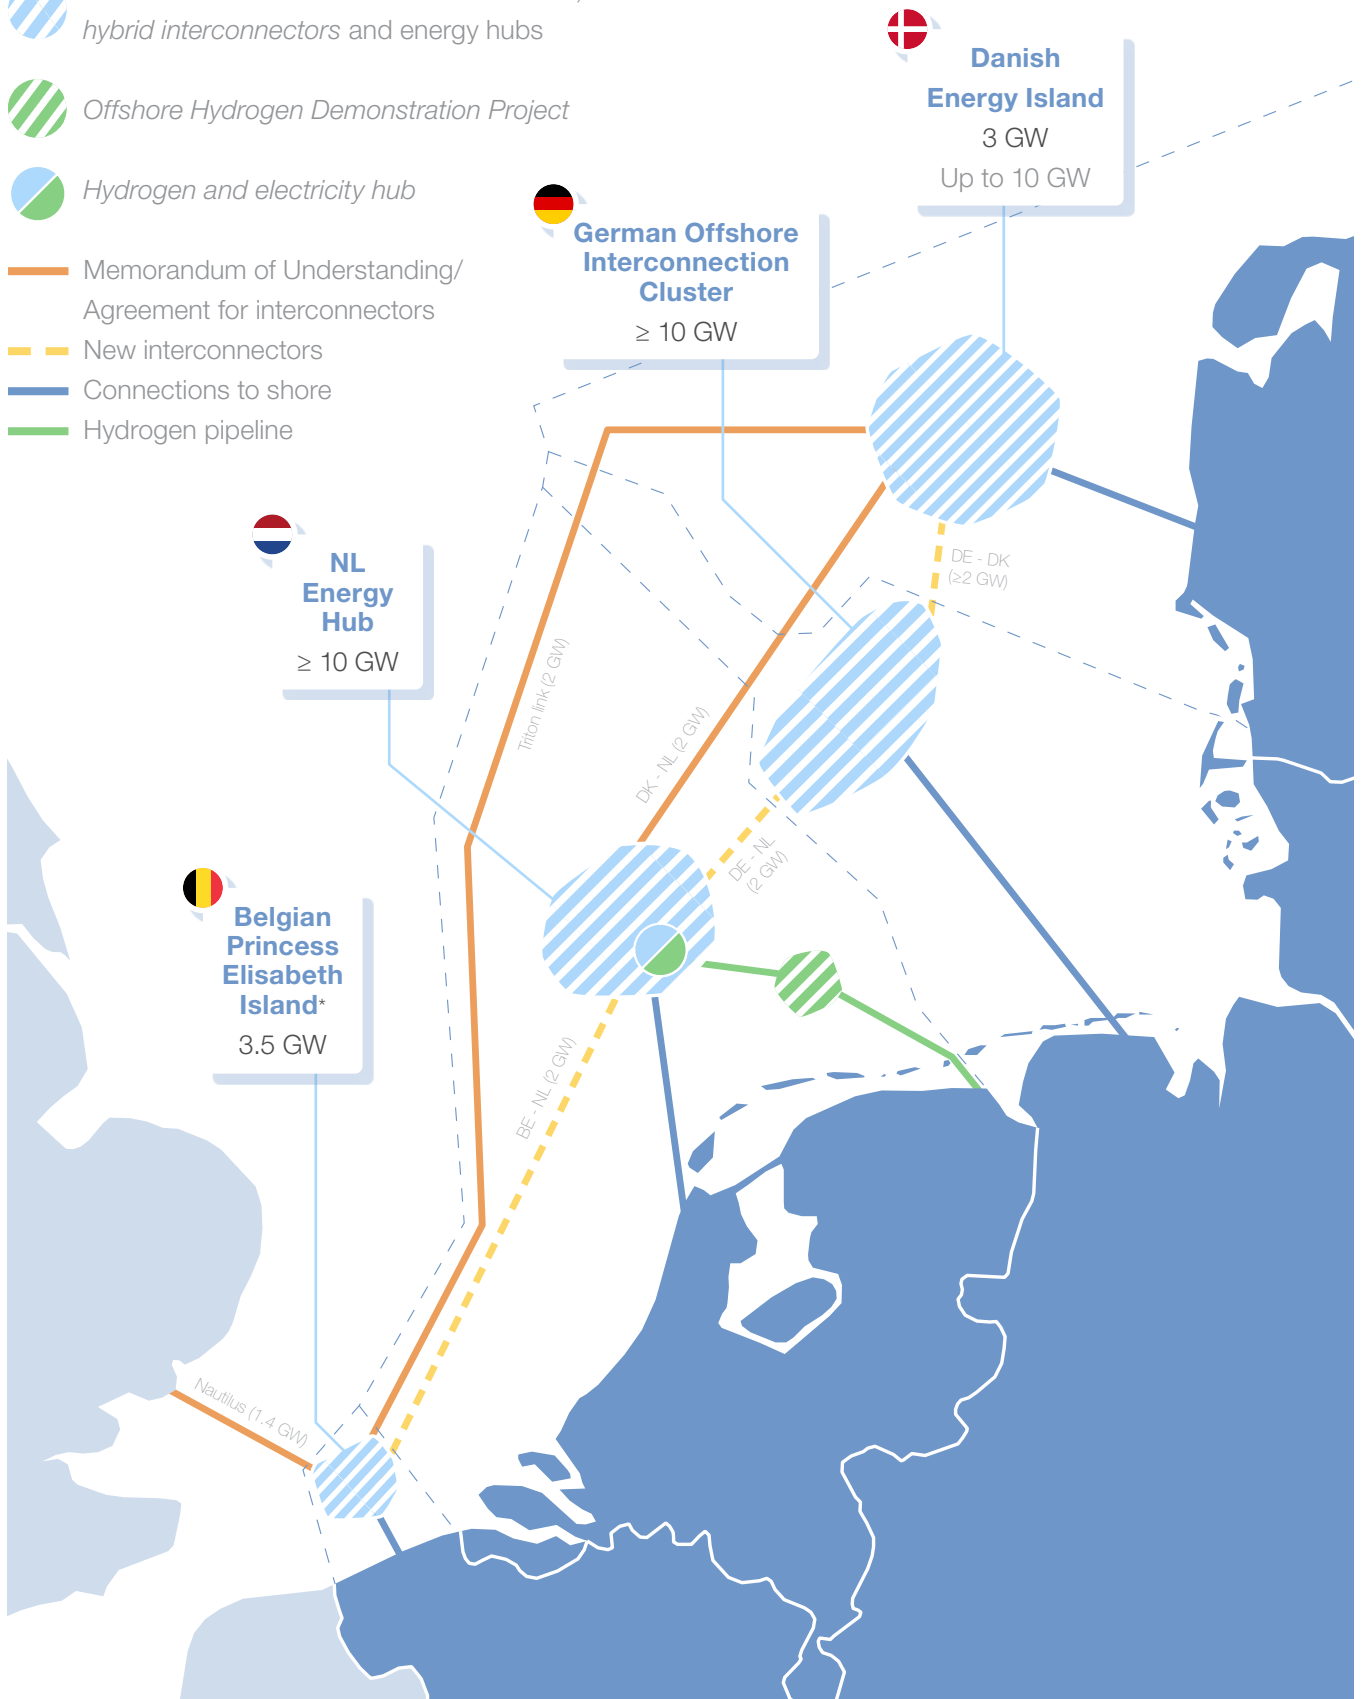 hybrid interconnectors and energy hubs
Offshore Hydrogen Demonstration Project
Hydrogen and electricity hub
Memorandum of Understanding/
Agreement for interconnectors
New interconnectors
Connections to shore
Hydrogen pipeline
Danish
Energy Island
3 GW
Up to 10 GW
German Offshore
Interconnection
Cluster
≥ 10 GW
NL
Energy
Hub
≥ 10 GW
Belgian
Princess
Elisabeth
Island*
3.5 GW
DE - DK
(≥2 GW)
Triton link (2 GW)
DK - NL (2 GW)
DE - NL
(2 GW)
BE - NL (2 GW)
Nautilus (1.4 GW)